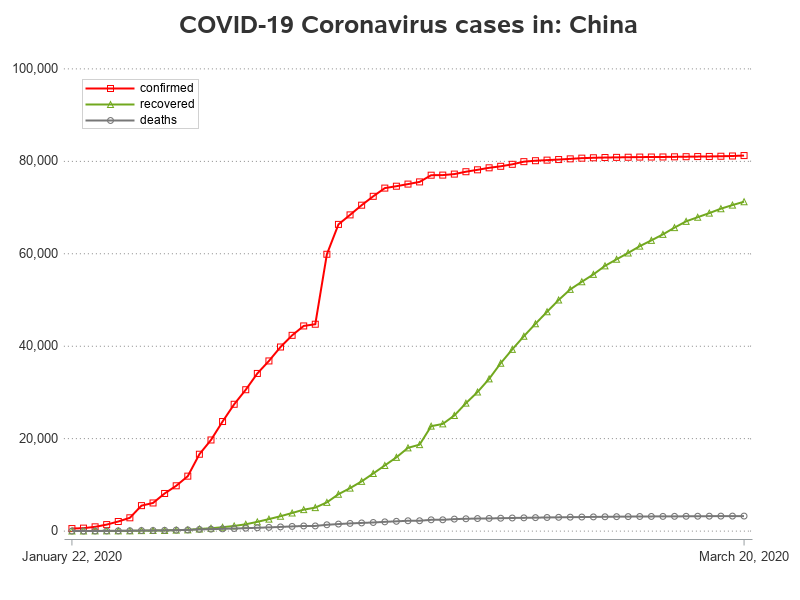 COVID-19 Coronavirus cases in: China
100,000
confirmed
recovered
deaths
80,000
60,000
40,000
20,000
0
January 22, 2020
March 20, 2020